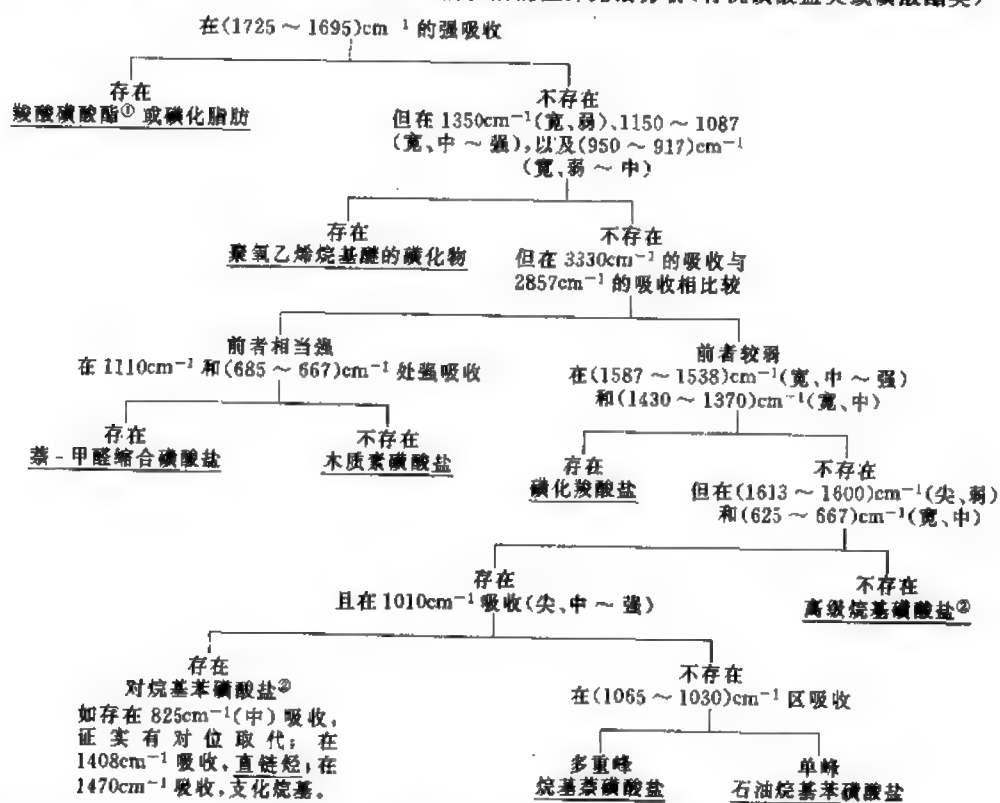 在(1725～1695)cm⁻¹的强吸收
存在
羧酸磺酸酯①或磺化脂肪
不存在
但在1350cm⁻¹(宽、弱)、1150～1087
(宽、中～强),以及(950～917)cm⁻¹
(宽、弱～中)
存在
聚氧乙烯烷基醚的磺化物
不存在
但在3330cm⁻¹的吸收与
2857cm⁻¹的吸收相比较
前者相当强
在1110cm⁻¹和(685～667)cm⁻¹处强吸收
前者较弱
在(1587～1538)cm⁻¹(宽、中～强)
和(1430～1370)cm⁻¹(宽、中)
存在
萘-甲醛缩合磺酸盐
不存在
木质素磺酸盐
存在
磺化羧酸盐
不存在
但在(1613～1600)cm⁻¹(尖、弱)
和(625～667)cm⁻¹(宽、中)
存在
且在1010cm⁻¹吸收(尖、中～强)
不存在
高级烷基磺酸盐②
存在
对烷基苯磺酸盐②
如存在825cm⁻¹(中)吸收,
证实有对位取代；在
1408cm⁻¹吸收,直链烃;在
1470cm⁻¹吸收,支化烷基。
不存在
在(1065～1030)cm⁻¹区吸收
多重峰
烷基萘磺酸盐
单峰
石油烷基苯磺酸盐